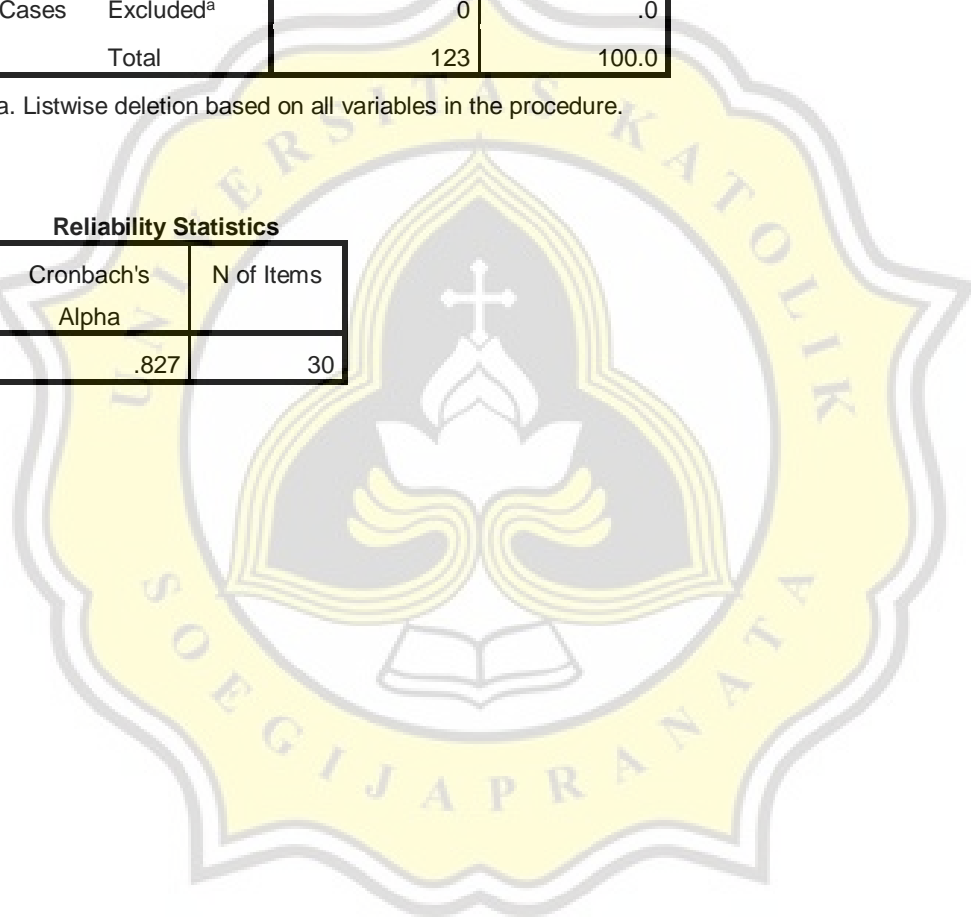 Cases Excludedᵃ 0 .0
Total 123 100.0
a. Listwise deletion based on all variables in the procedure.
Reliability Statistics
Cronbach's N of Items
Alpha
.827 30
UNIVERSITAS KATOLIK
SOEGIJAPRANATA